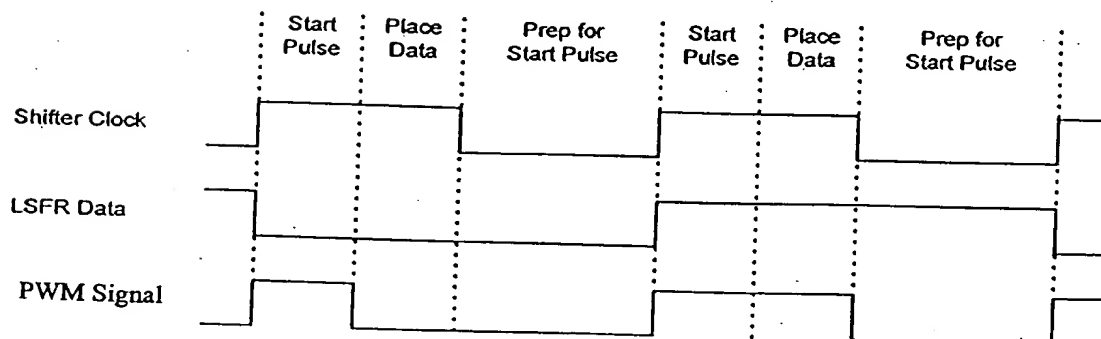 Start Pulse
Place Data
Prep for Start Pulse
Start Pulse
Place Data
Prep for Start Pulse
Shifter Clock
LSFR Data
PWM Signal